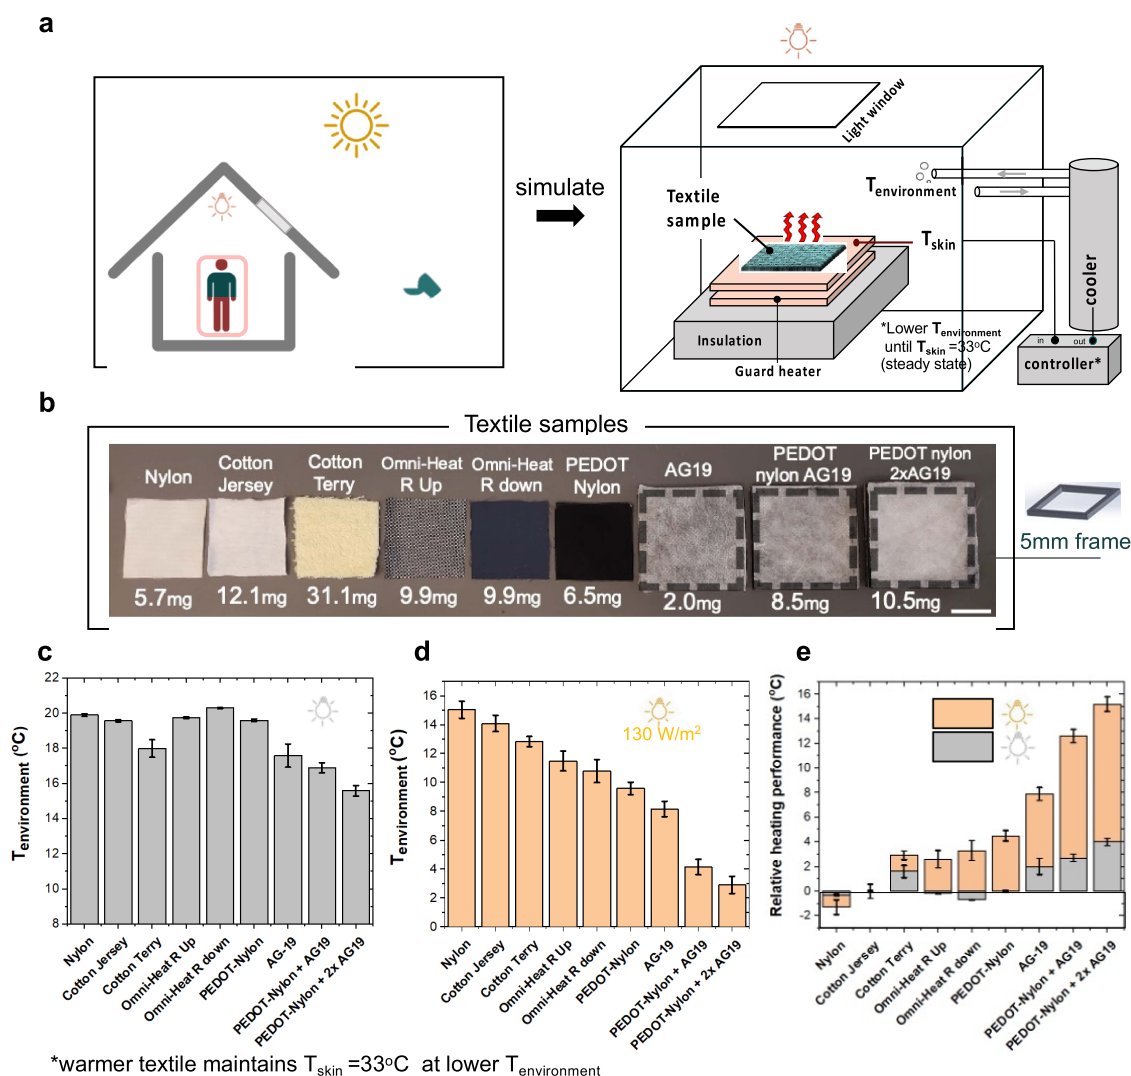 a
simulate
Light window
T environment
Textile
sample
T skin
cooler
Insulation
*Lower T environment
until T skin =33°C
(steady state)
Guard heater
in
out
controller*
b
Textile samples
Nylon
Cotton
Jersey
Cotton
Terry
Omni-Heat
R Up
Omni-Heat
R down
PEDOT
Nylon
AG19
PEDOT
nylon AG19
PEDOT nylon
2xAG19
5.7mg
12.1mg
31.1mg
9.9mg
9.9mg
6.5mg
2.0mg
8.5mg
10.5mg
5mm frame
c
T environment (°C)
22
20
18
16
14
12
10
8
Nylon
Cotton Jersey
Cotton Terry
Omni-Heat R Up
Omni-Heat R down
PEDOT-Nylon
AG-19
PEDOT-Nylon + AG19
PEDOT-Nylon + 2x AG19
d
T environment (°C)
16
14
12
10
8
6
4
2
0
130 W/m²
Nylon
Cotton Jersey
Cotton Terry
Omni-Heat R Up
Omni-Heat R down
PEDOT-Nylon
AG-19
PEDOT-Nylon + AG19
PEDOT-Nylon + 2x AG19
e
Relative heating performance (°C)
16
14
12
10
8
6
4
2
0
-2
Nylon
Cotton Jersey
Cotton Terry
Omni-Heat R Up
Omni-Heat R down
PEDOT-Nylon
AG-19
PEDOT-Nylon + AG19
PEDOT-Nylon + 2x AG19
*warmer textile maintains T skin =33°C at lower T environment